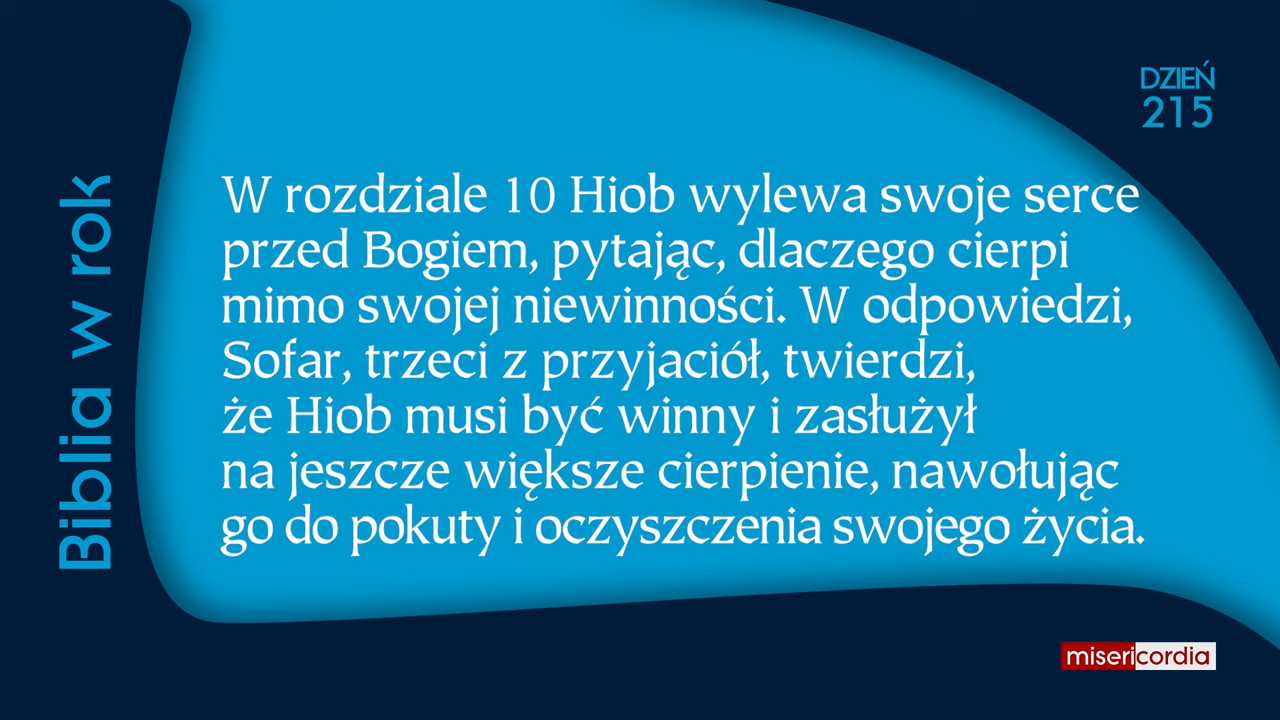 DZIEŃ
215
Biblia w rok
W rozdziale 10 Hiob wylewa swoje serce
przed Bogiem, pytając, dlaczego cierpi
mimo swojej niewinności. W odpowiedzi,
Sofar, trzeci z przyjaciół, twierdzi,
że Hiob musi być winny i zasłużył
na jeszcze większe cierpienie, nawołując
go do pokuty i oczyszczenia swojego życia.
misericordia